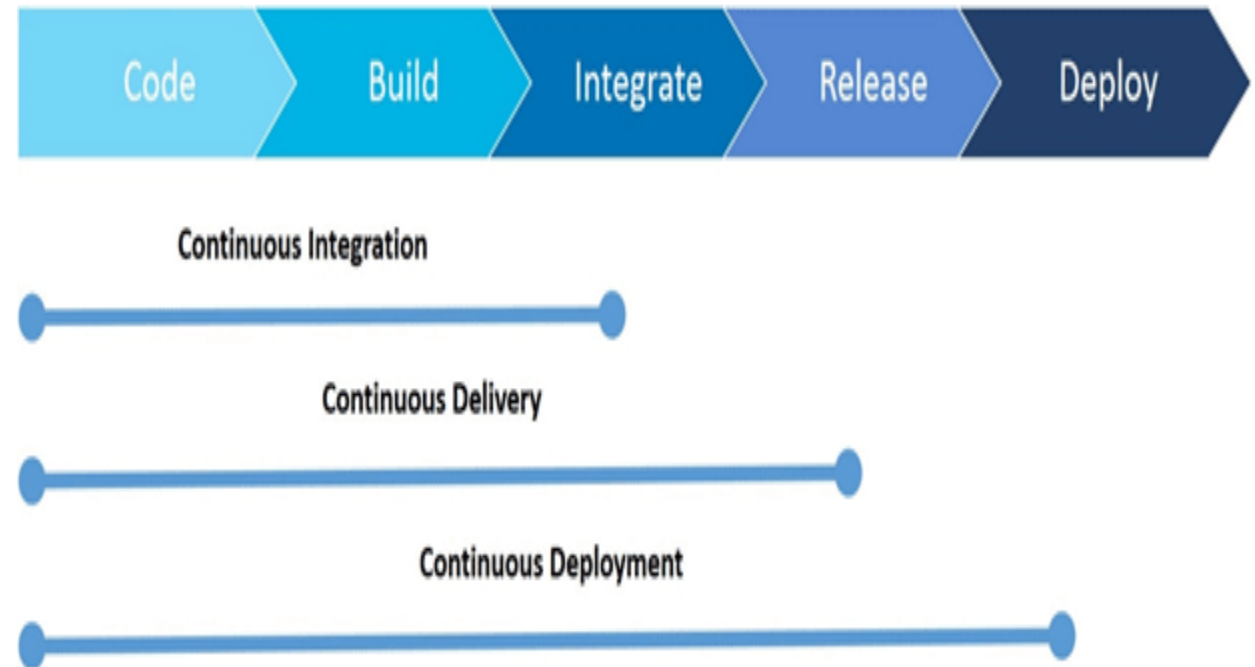 Code Build Integrate Release Deploy
Continuous Integration
Continuous Delivery
Continuous Deployment